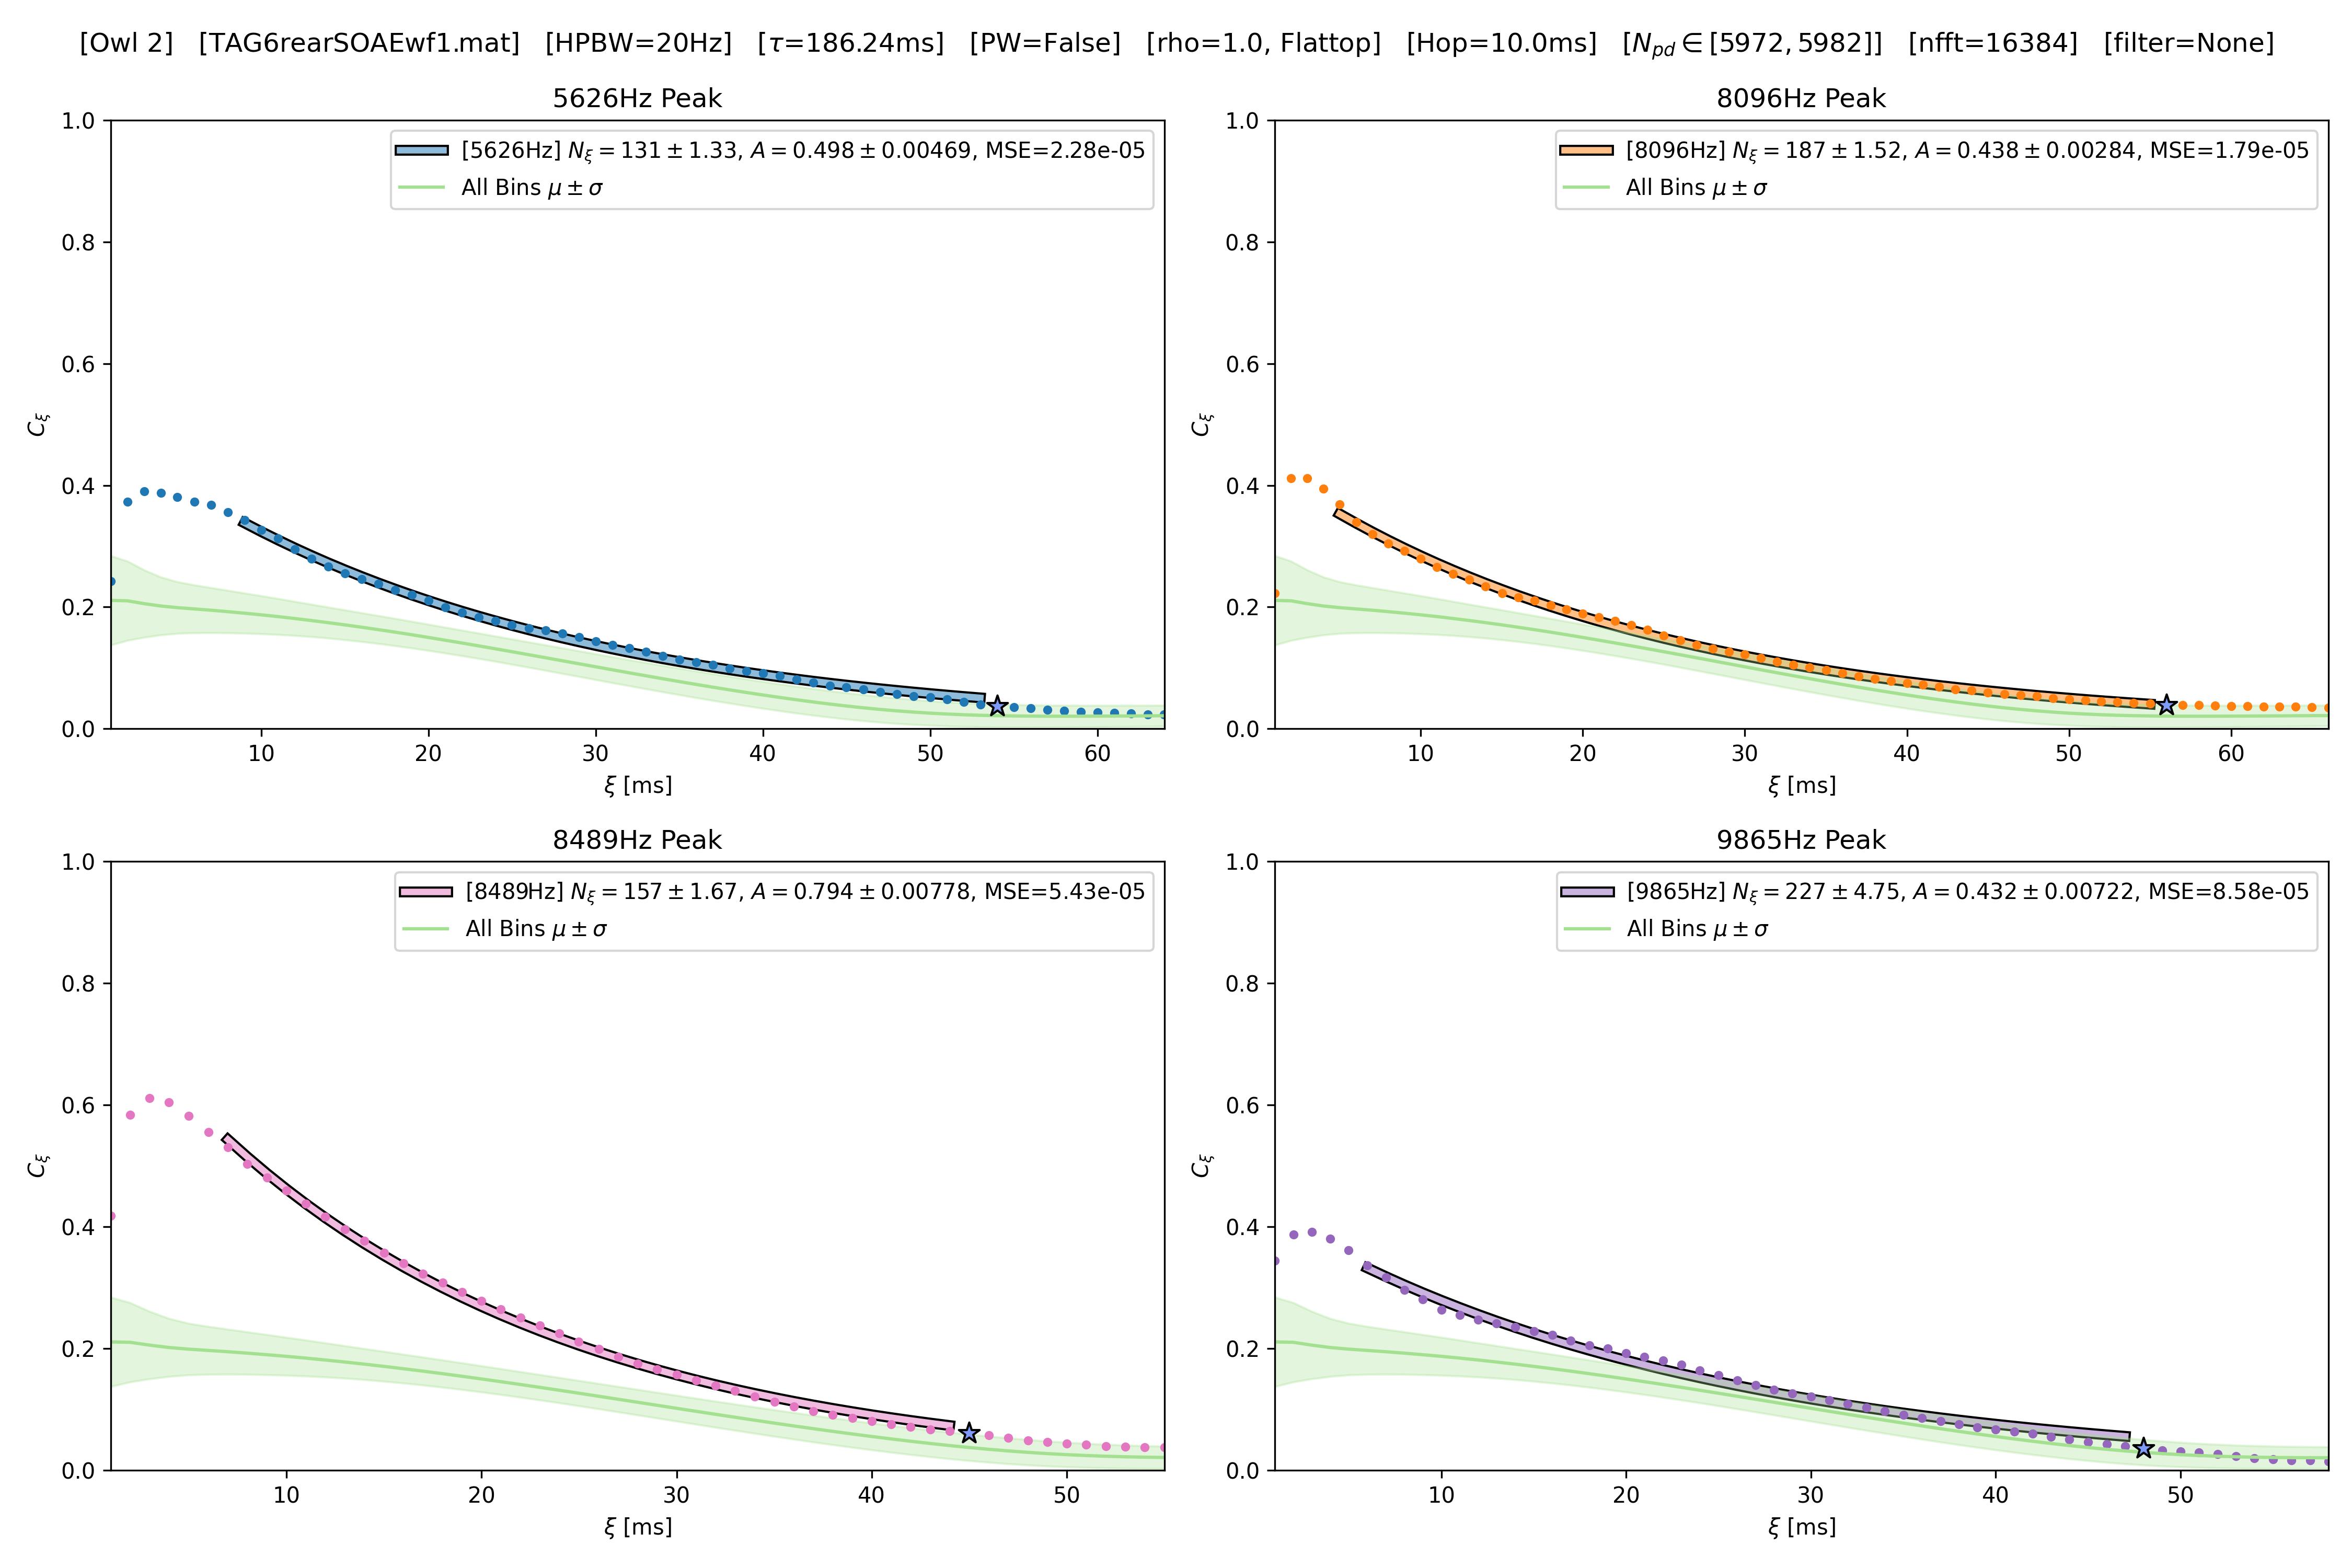 [Owl 2] [TAG6rearSOAEwf1.mat] [HPBW=20Hz] [τ=186.24ms] [PW=False] [rho=1.0, Flattop] [Hop=10.0ms] [N_pd ∈ [5972, 5982]] [nfft=16384] [filter=None]
5626Hz Peak
[5626Hz] N_ξ = 131 ± 1.33, A = 0.498 ± 0.00469, MSE=2.28e-05
All Bins μ ± σ
1.0
0.8
0.6
0.4
0.2
0.0
C_ξ
10 20 30 40 50 60
ξ [ms]
8096Hz Peak
[8096Hz] N_ξ = 187 ± 1.52, A = 0.438 ± 0.00284, MSE=1.79e-05
All Bins μ ± σ
1.0
0.8
0.6
0.4
0.2
0.0
C_ξ
10 20 30 40 50 60
ξ [ms]
8489Hz Peak
[8489Hz] N_ξ = 157 ± 1.67, A = 0.794 ± 0.00778, MSE=5.43e-05
All Bins μ ± σ
1.0
0.8
0.6
0.4
0.2
0.0
C_ξ
10 20 30 40 50
ξ [ms]
9865Hz Peak
[9865Hz] N_ξ = 227 ± 4.75, A = 0.432 ± 0.00722, MSE=8.58e-05
All Bins μ ± σ
1.0
0.8
0.6
0.4
0.2
0.0
C_ξ
10 20 30 40 50
ξ [ms]